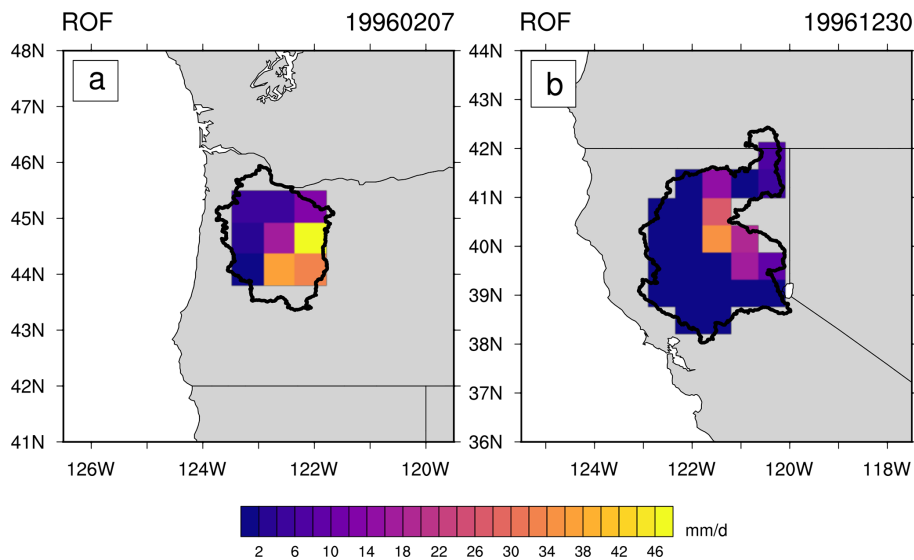 ROF 19960207
a
48N
47N
46N
45N
44N
43N
42N
41N
126W 124W 122W 120W
ROF 19961230
b
44N
43N
42N
41N
40N
39N
38N
37N
36N
124W 122W 120W 118W
2 6 10 14 18 22 26 30 34 38 42 46
mm/d